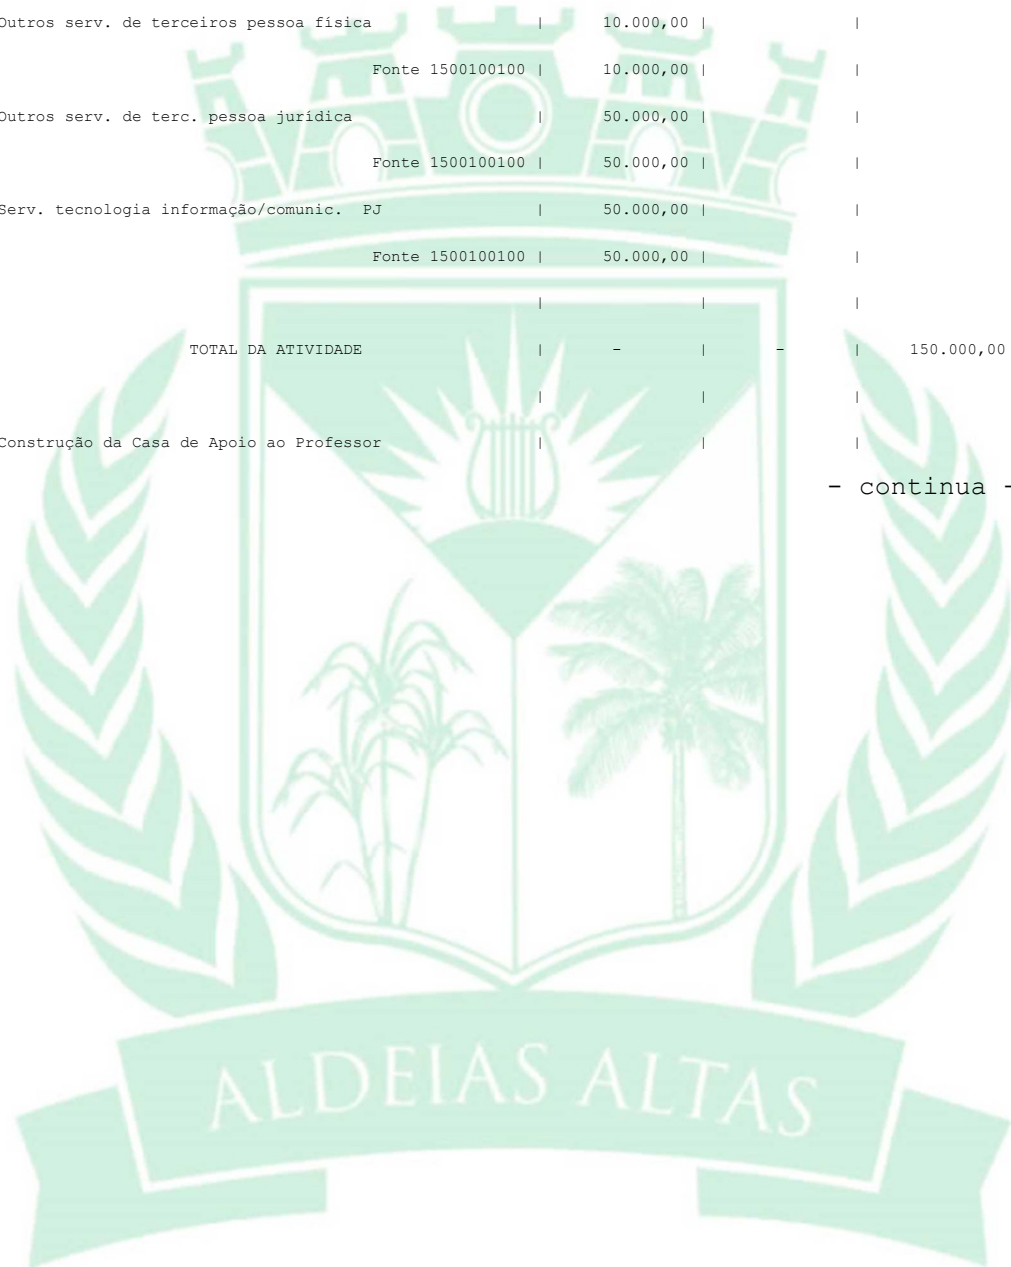 Outros serv. de terceiros pessoa física | 10.000,00 | |
Fonte 1500100100 | 10.000,00 | |
Outros serv. de terc. pessoa jurídica | 50.000,00 | |
Fonte 1500100100 | 50.000,00 | |
Serv. tecnologia informação/comunic. PJ | 50.000,00 | |
Fonte 1500100100 | 50.000,00 | |
| | |
TOTAL DA ATIVIDADE | - | - | 150.000,00
| | |
Construção da Casa de Apoio ao Professor | | |
- continua -
ALDEIAS ALTAS